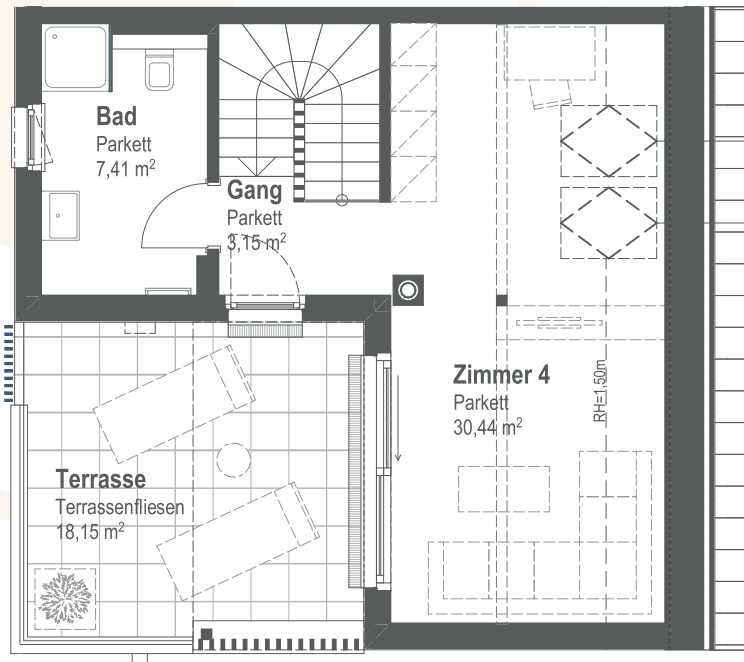 Bad
Parkett
7,41 m²
Gang
Parkett
3,15 m²
Zimmer 4
Parkett
30,44 m²
RH=1,50m
Terrasse
Terrassenfliesen
18,15 m²